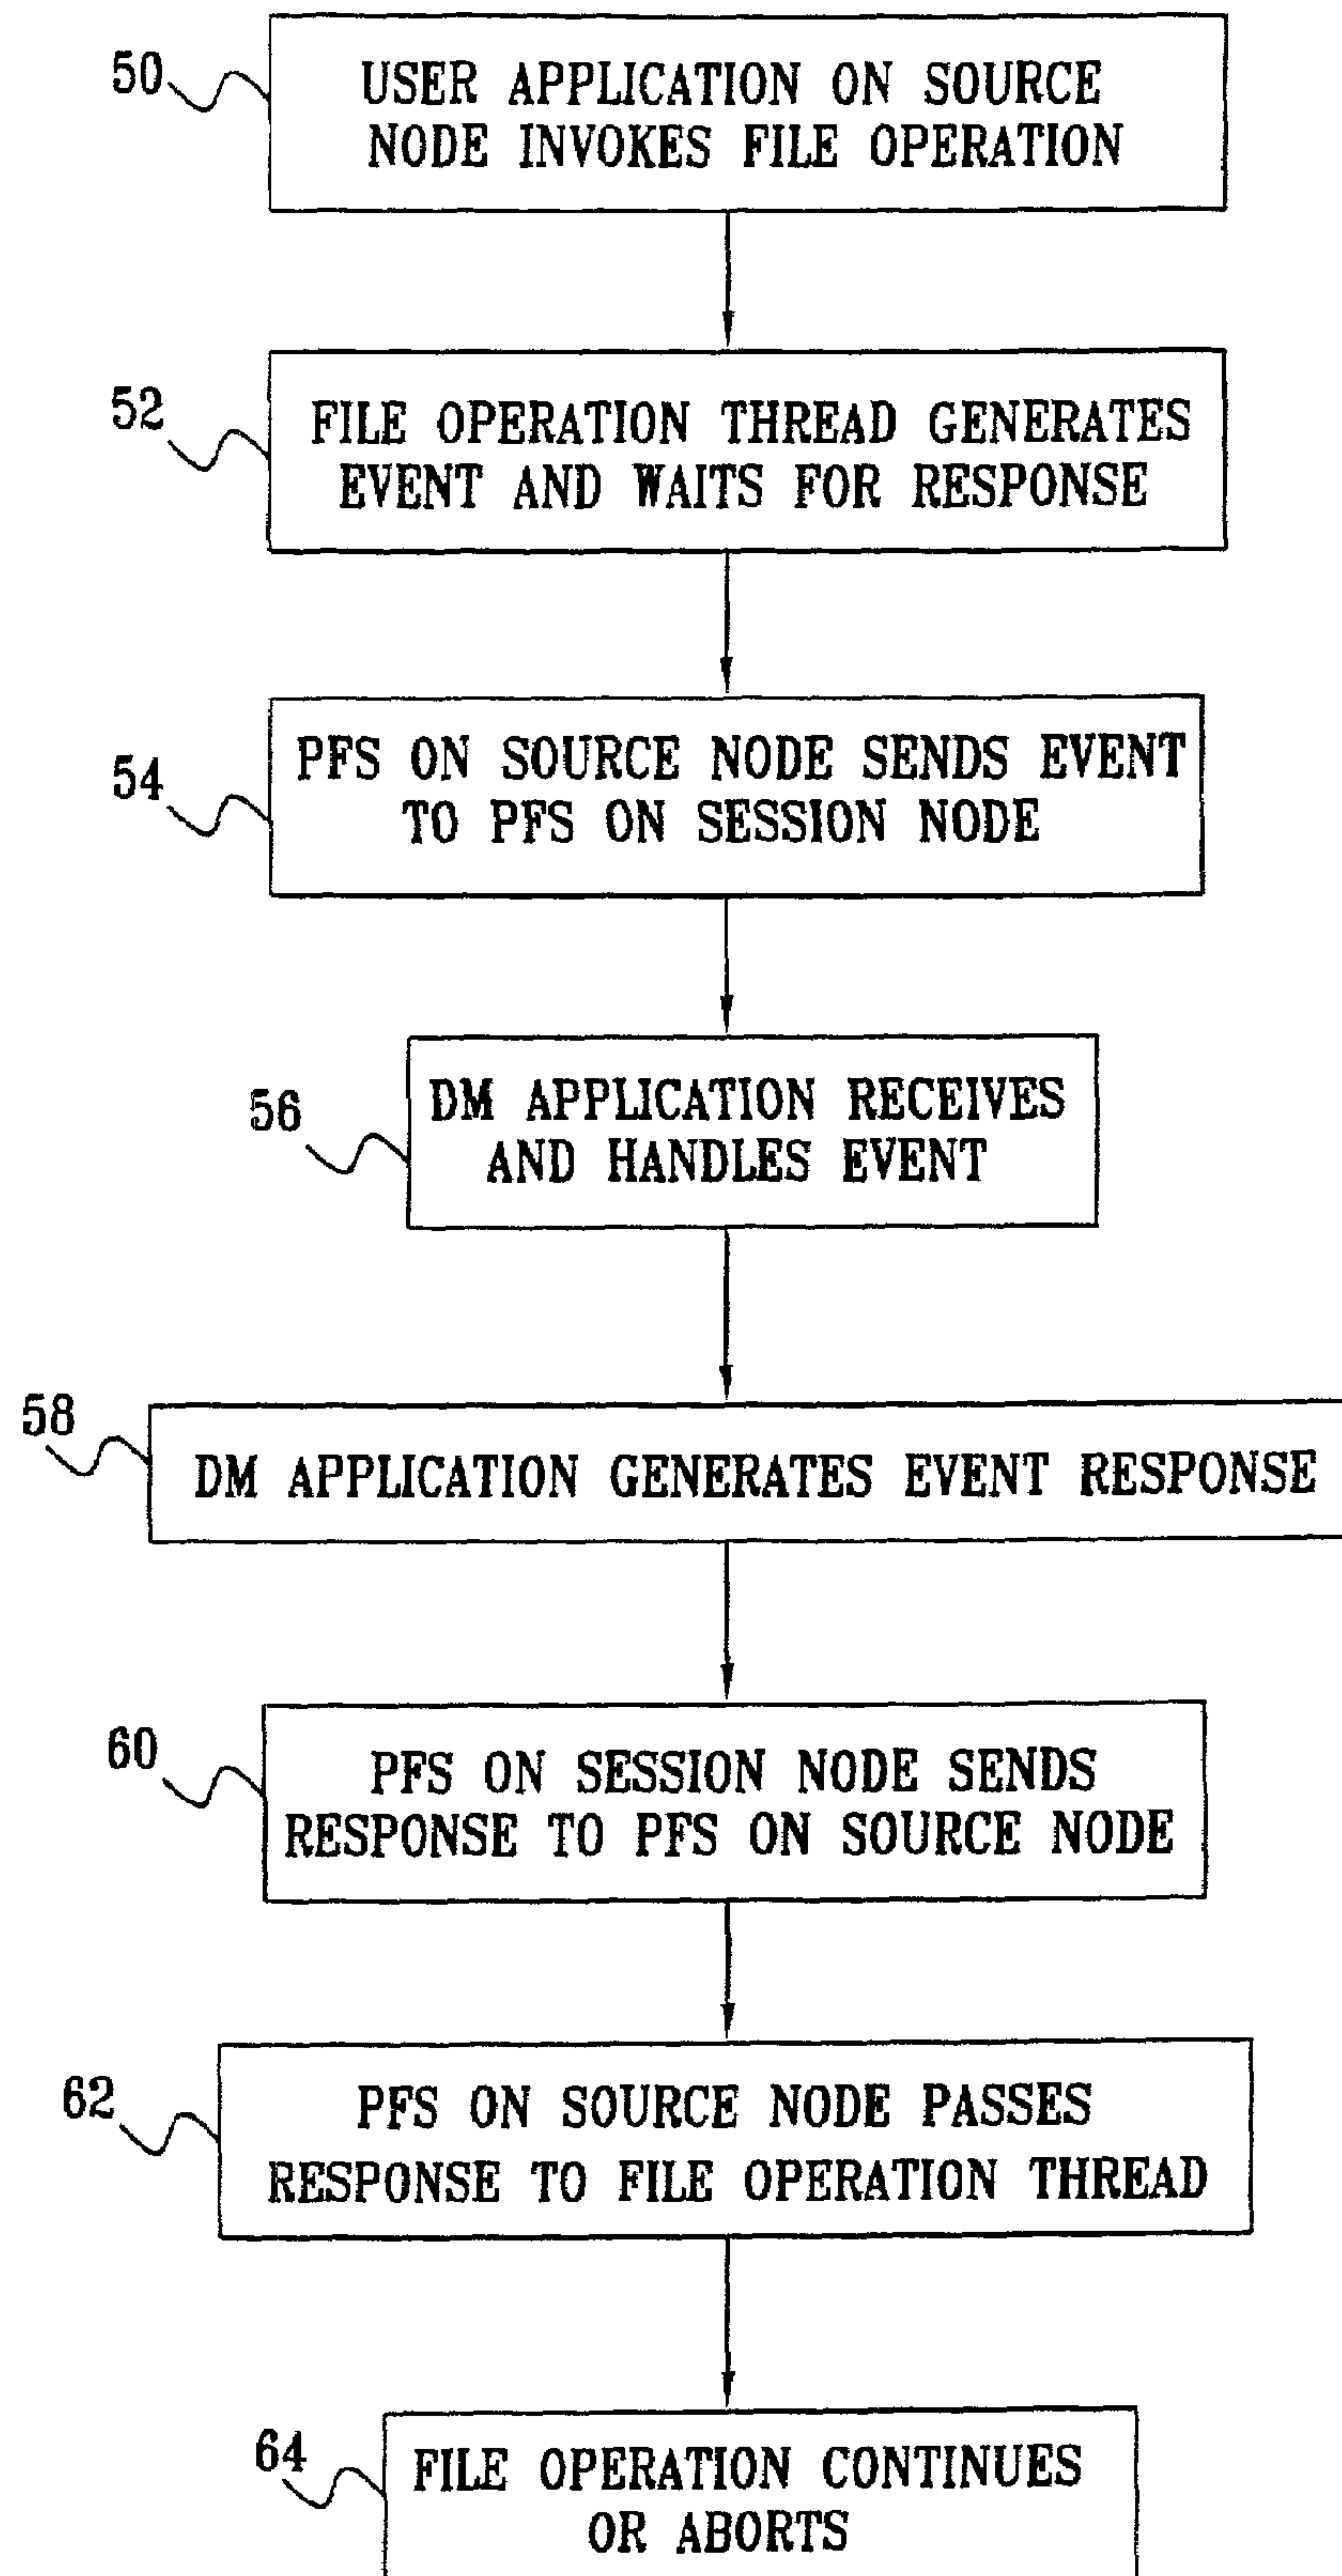 50
USER APPLICATION ON SOURCE
NODE INVOKES FILE OPERATION
52
FILE OPERATION THREAD GENERATES
EVENT AND WAITS FOR RESPONSE
54
PFS ON SOURCE NODE SENDS EVENT
TO PFS ON SESSION NODE
56
DM APPLICATION RECEIVES
AND HANDLES EVENT
58
DM APPLICATION GENERATES EVENT RESPONSE
60
PFS ON SESSION NODE SENDS
RESPONSE TO PFS ON SOURCE NODE
62
PFS ON SOURCE NODE PASSES
RESPONSE TO FILE OPERATION THREAD
64
FILE OPERATION CONTINUES
OR ABORTS